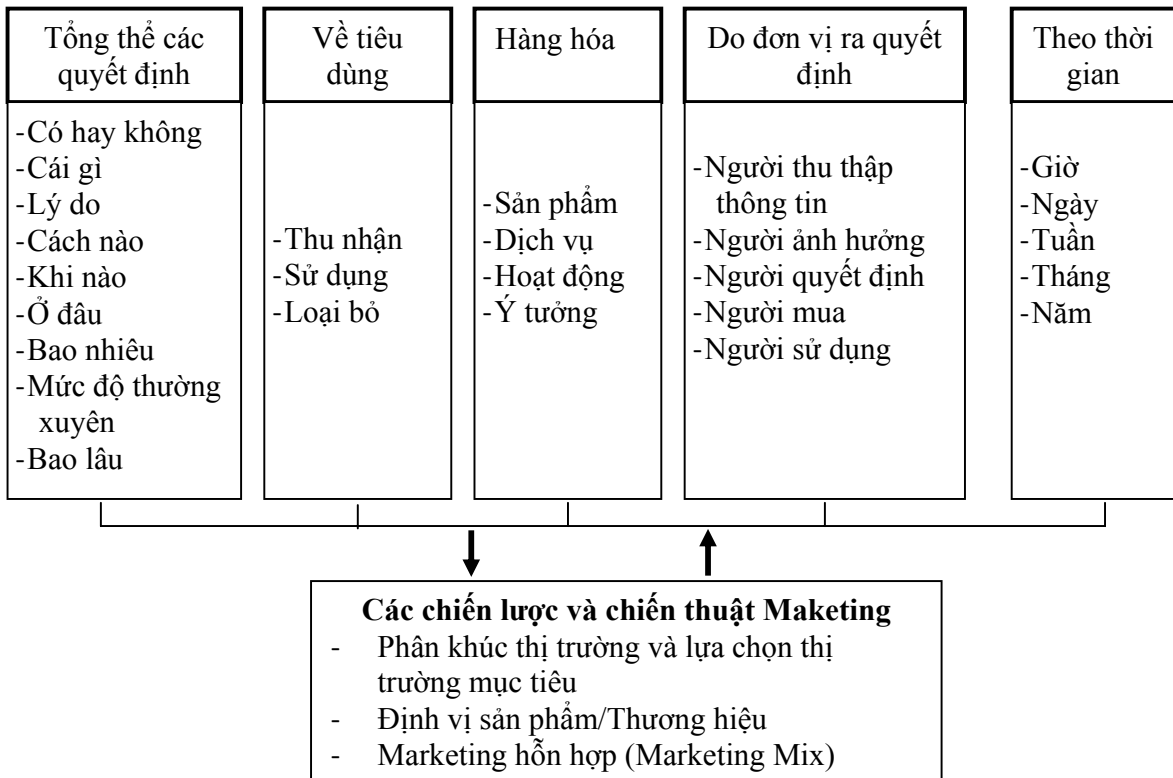 Tổng thể các
quyết định
-Có hay không
-Cái gì
-Lý do
-Cách nào
-Khi nào
-Ở đâu
-Bao nhiêu
-Mức độ thường
xuyên
-Bao lâu
Về tiêu
dùng
-Thu nhận
-Sử dụng
-Loại bỏ
Hàng hóa
-Sản phẩm
-Dịch vụ
-Hoạt động
-Ý tưởng
Do đơn vị ra quyết
định
-Người thu thập
thông tin
-Người ảnh hưởng
-Người quyết định
-Người mua
-Người sử dụng
Theo thời
gian
-Giờ
-Ngày
-Tuần
-Tháng
-Năm
Các chiến lược và chiến thuật Maketing
- Phân khúc thị trường và lựa chọn thị
trường mục tiêu
- Định vị sản phẩm/Thương hiệu
- Marketing hỗn hợp (Marketing Mix)